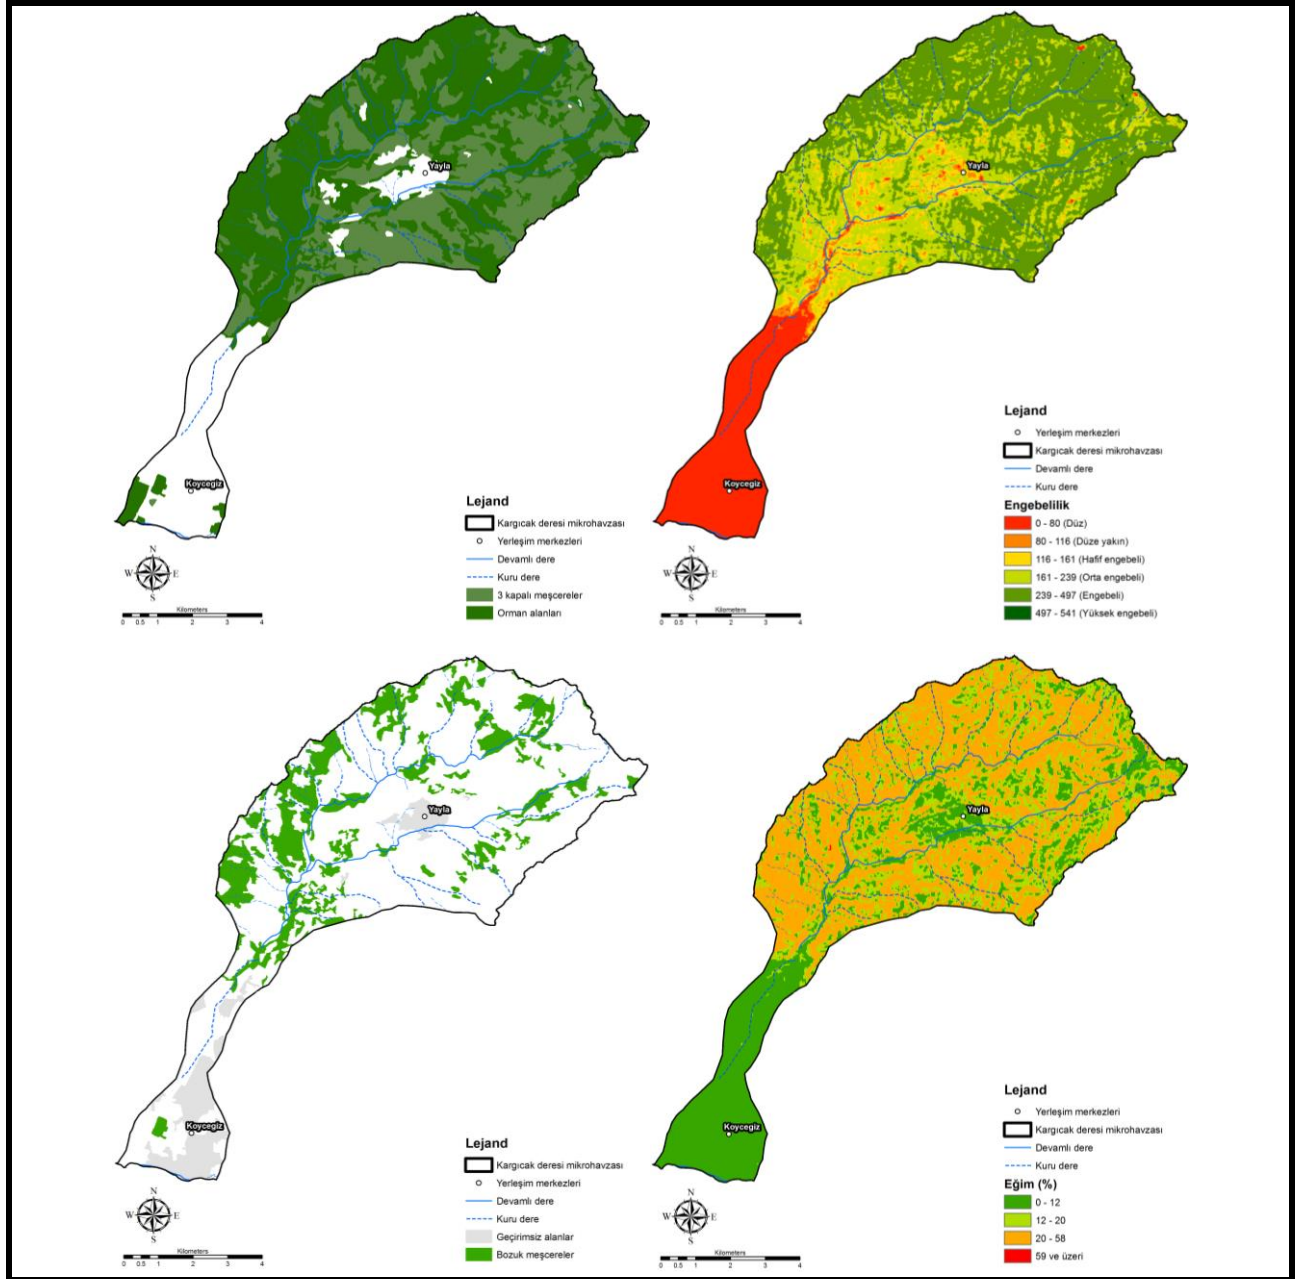 Yayla
Koycegiz
N
W
E
S
Kilometers
0 0.5 1 2 3 4
Lejand
Kargıcak deresi mikrohavzası
Yerleşim merkezleri
Devamlı dere
Kuru dere
3 kapalı meşcereler
Orman alanları
Yayla
Koycegiz
N
W
E
S
Kilometers
0 0.5 1 2 3 4
Lejand
Yerleşim merkezleri
Kargıcak deresi mikrohavzası
Devamlı dere
Kuru dere
Engebelilik
0 - 80 (Düz)
80 - 116 (Düze yakın)
116 - 161 (Hafif engebeli)
161 - 239 (Orta engebeli)
239 - 497 (Engebeli)
497 - 541 (Yüksek engebeli)
Yayla
Koycegiz
N
W
E
S
Kilometers
0 0.5 1 2 3 4
Lejand
Kargıcak deresi mikrohavzası
Yerleşim merkezleri
Devamlı dere
Kuru dere
Geçirimsiz alanlar
Bozuk meşcereler
Yayla
Koycegiz
N
W
E
S
Kilometers
0 0.5 1 2 3 4
Lejand
Yerleşim merkezleri
Kargıcak deresi mikrohavzası
Devamlı dere
Kuru dere
Eğim (%)
0 - 12
12 - 20
20 - 58
59 ve üzeri